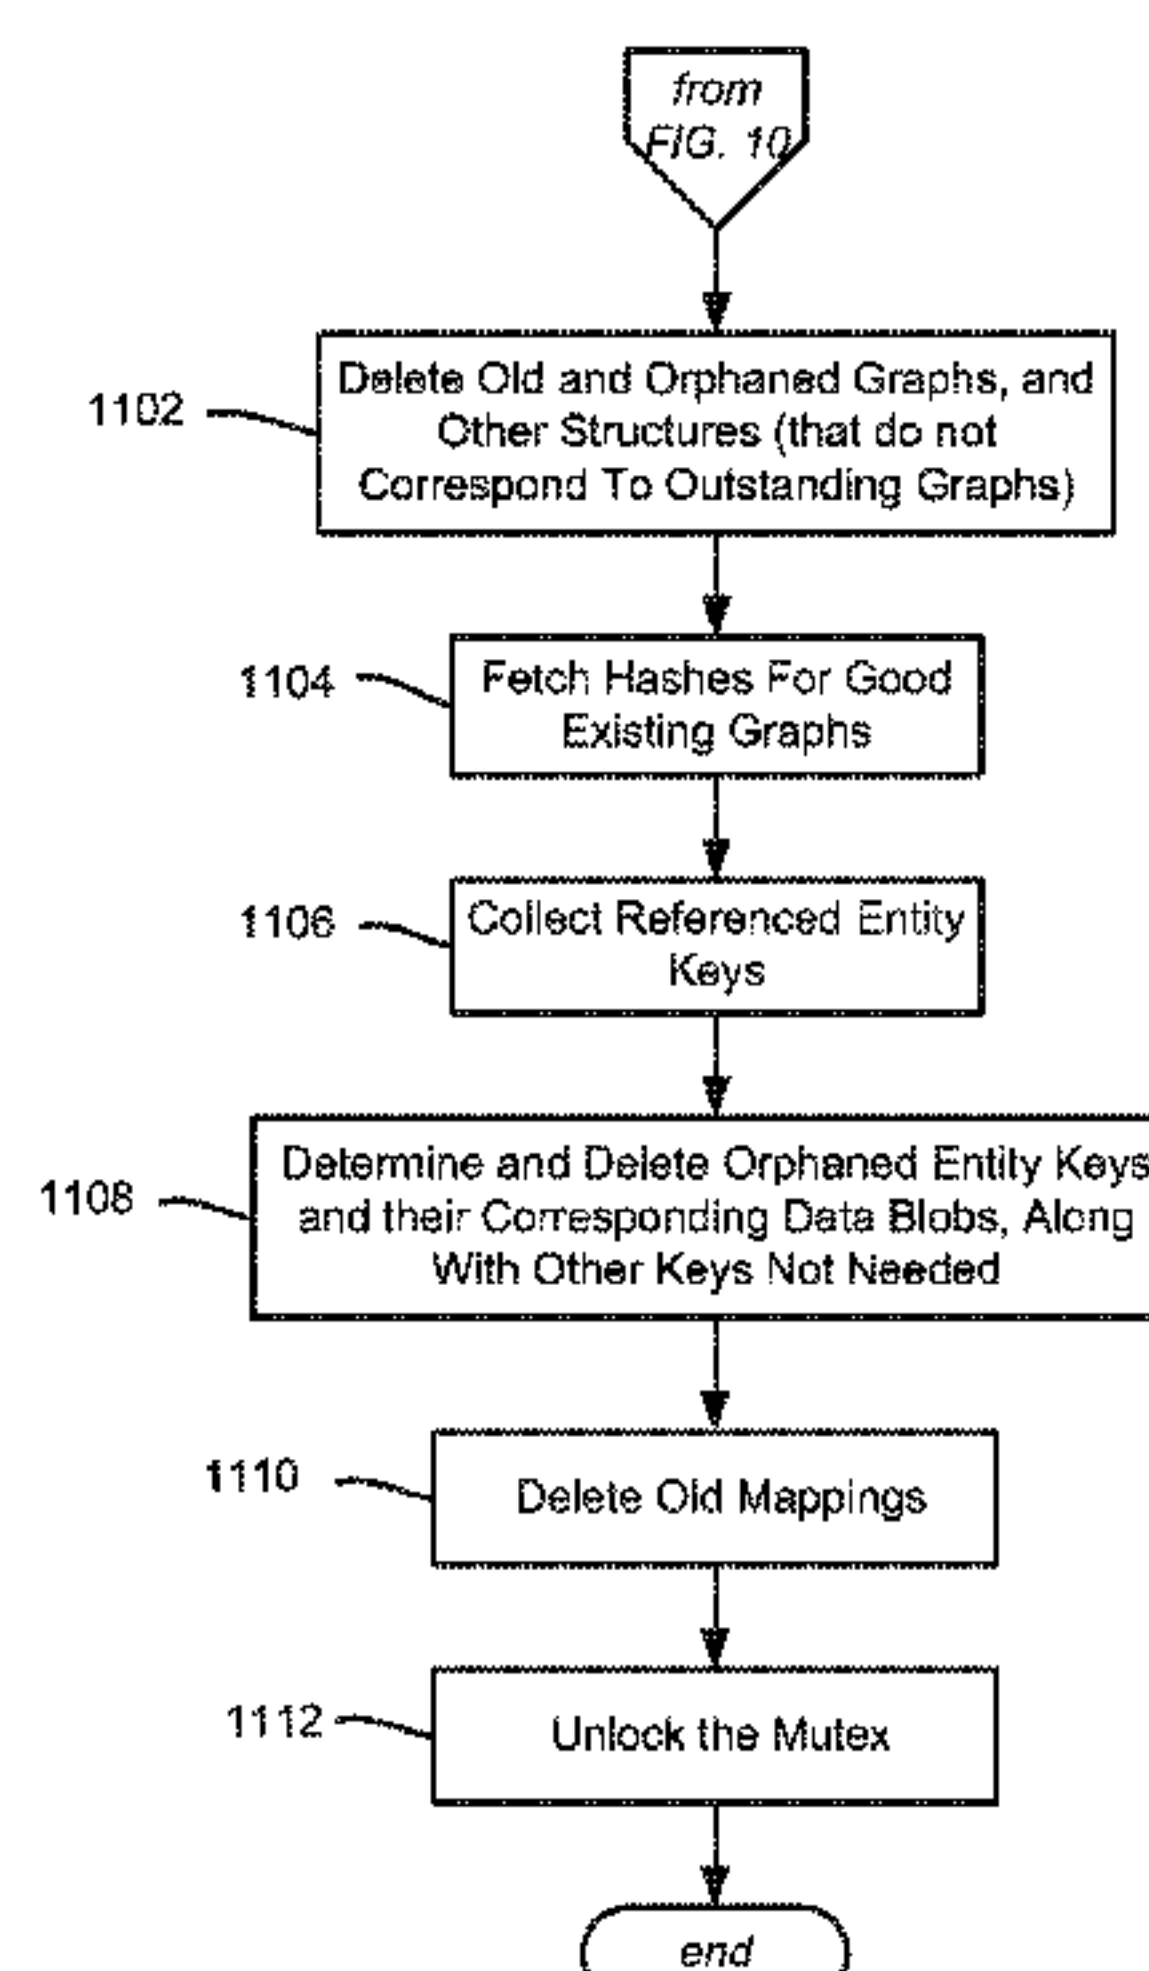 from
FIG. 10
1102
Delete Old and Orphaned Graphs, and
Other Structures (that do not
Correspond To Outstanding Graphs)
1104
Fetch Hashes For Good
Existing Graphs
1106
Collect Referenced Entity
Keys
1108
Determine and Delete Orphaned Entity Keys
and their Corresponding Data Blobs, Along
With Other Keys Not Needed
1110
Delete Old Mappings
1112
Unlock the Mutex
end